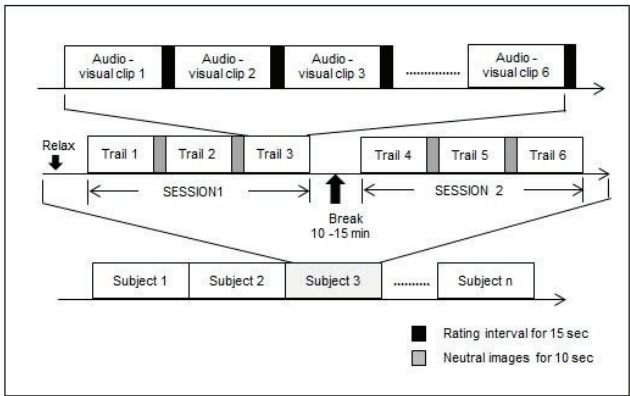 Audio - visual clip 1
Audio - visual clip 2
Audio - visual clip 3
..............
Audio - visual clip 6
Relax
Trail 1
Trail 2
Trail 3
Trail 4
Trail 5
Trail 6
SESSION1
SESSION 2
Break
10 -15 min
Subject 1
Subject 2
Subject 3
..........
Subject n
Rating interval for 15 sec
Neutral images for 10 sec